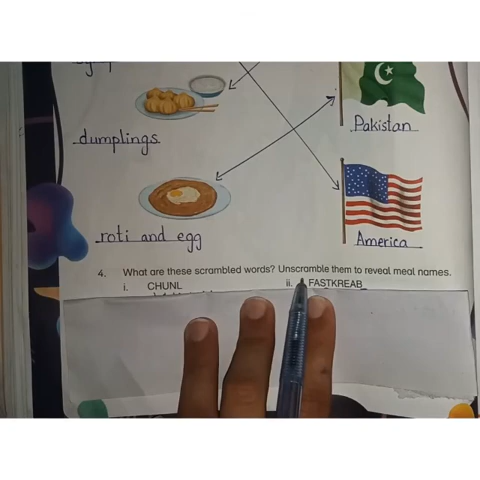 dumplings
Pakistan
roti and egg
America
4. What are these scrambled words? Unscramble them to reveal meal names.
i. CHUNL ii. FASTKREAB